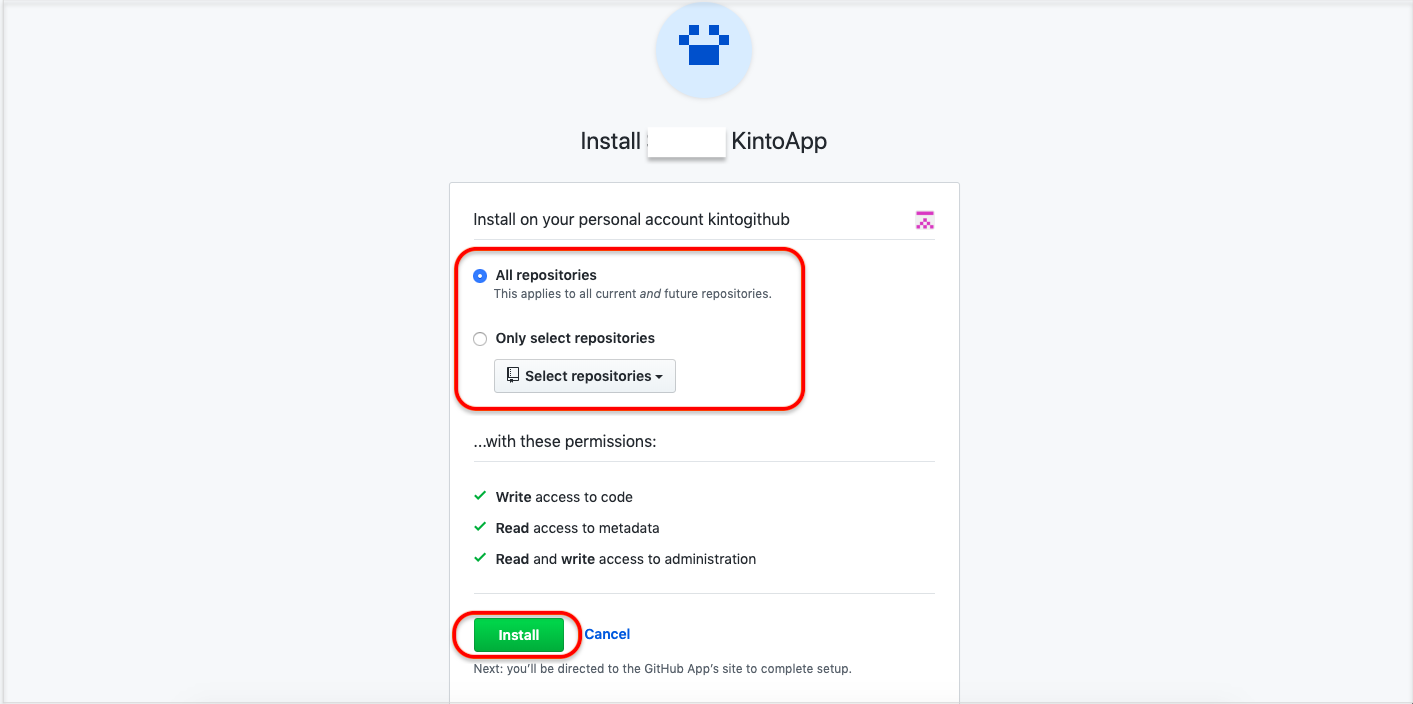 Install KintoApp
Install on your personal account kintogithub
All repositories
This applies to all current and future repositories.
Only select repositories
Select repositories
...with these permissions:
Write access to code
Read access to metadata
Read and write access to administration
Install Cancel
Next: you'll be directed to the GitHub App's site to complete setup.